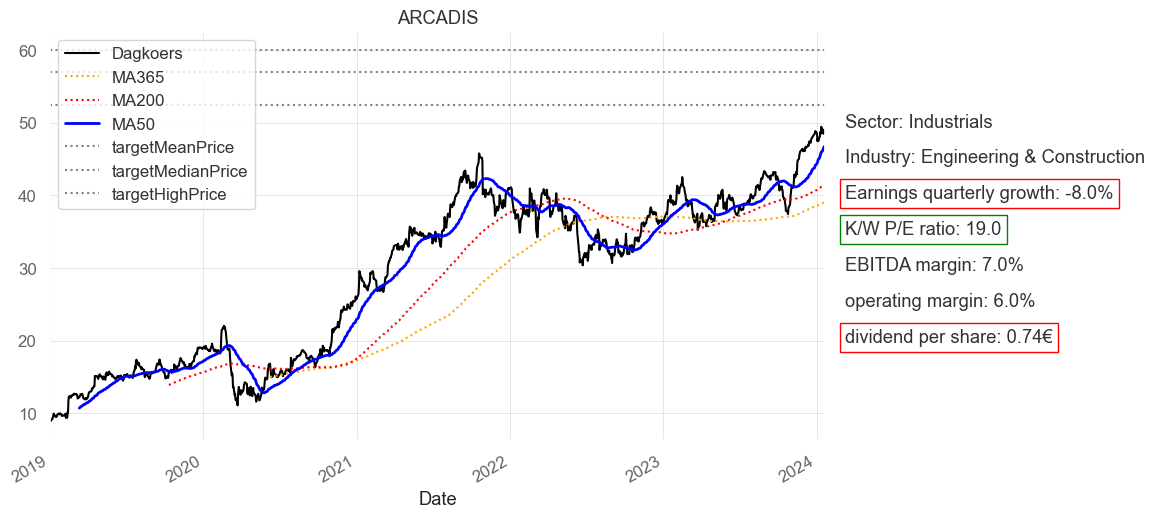 ARCADIS
60
50
40
30
20
10
Dagkoers
MA365
MA200
MA50
targetMeanPrice
targetMedianPrice
targetHighPrice
Sector: Industrials
Industry: Engineering & Construction
Earnings quarterly growth: -8.0%
K/W P/E ratio: 19.0
EBITDA margin: 7.0%
operating margin: 6.0%
dividend per share: 0.74€
2019
2020
2021
2022
2023
2024
Date